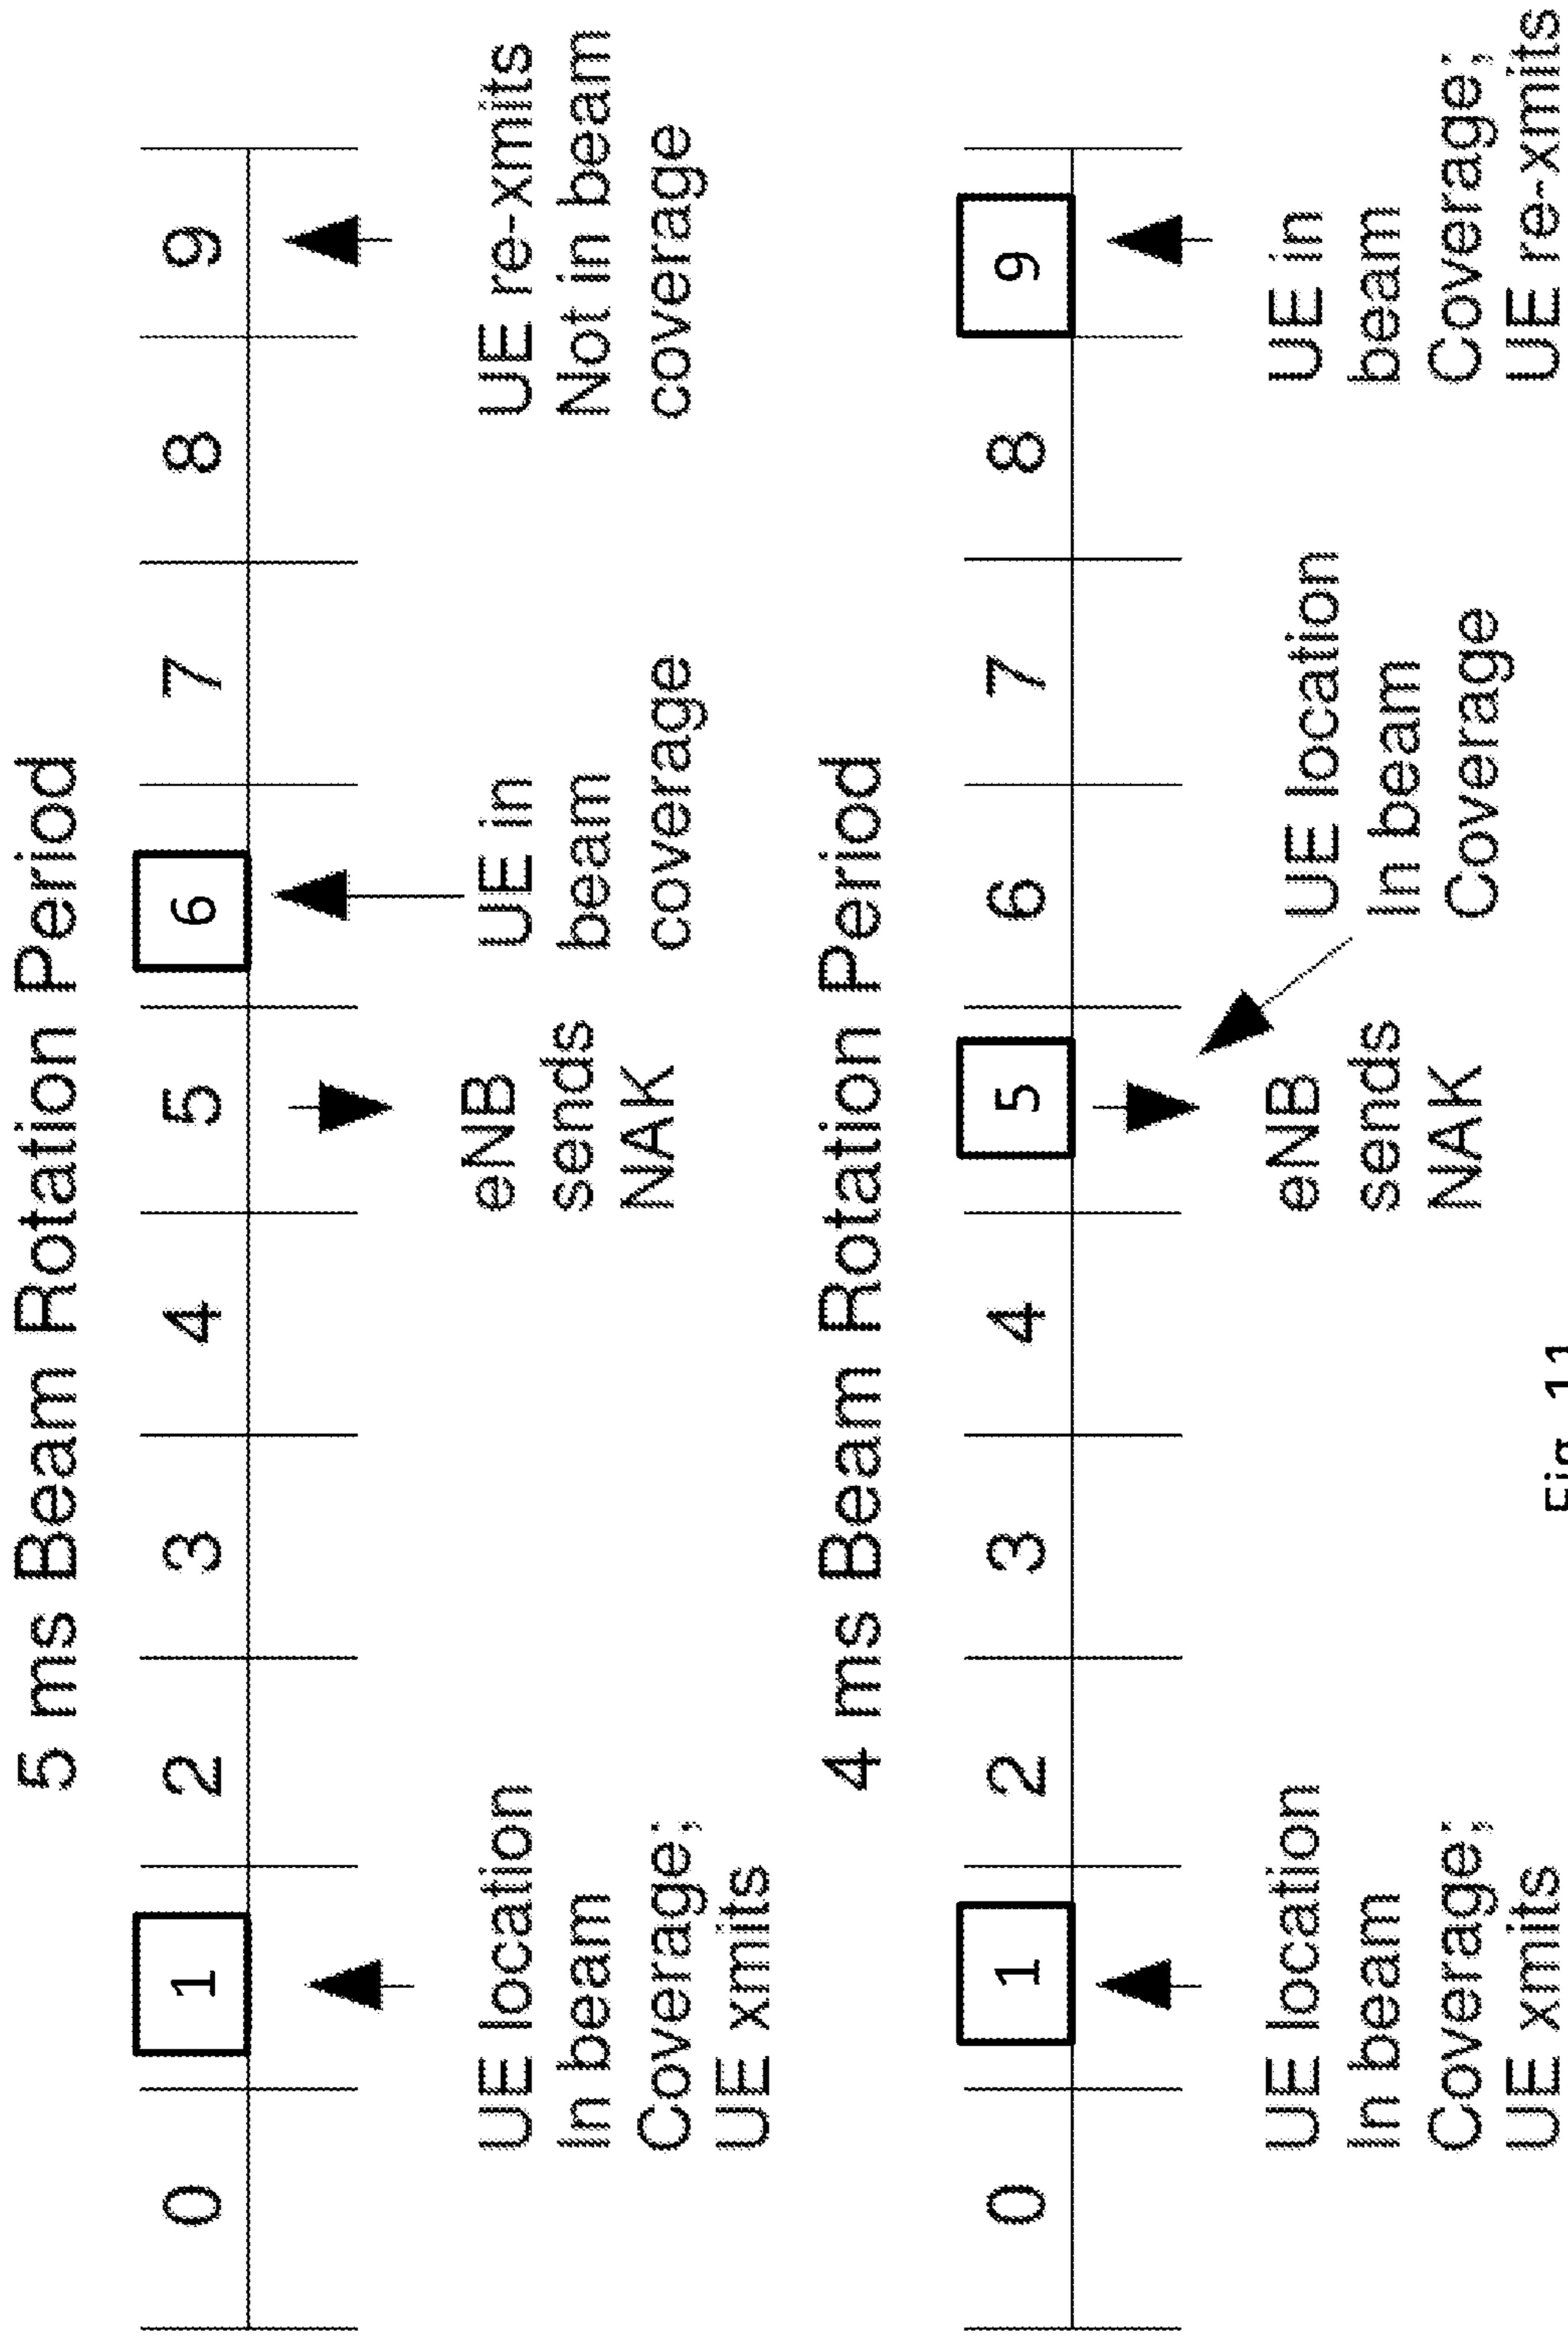 5 ms Beam Rotation Period
0 1 2 3 4 5 6 7 8 9
UE location
In beam
Coverage;
UE xmits
eNB
sends
NAK
UE in
beam
coverage
UE re-xmiits
Not in beam
coverage
4 ms Beam Rotation Period
0 1 2 3 4 5 6 7 8 9
UE location
In beam
Coverage;
UE xmits
eNB
sends
NAK
UE location
In beam
Coverage
UE in
beam
Coverage;
UE re-xmits
Fig. 11